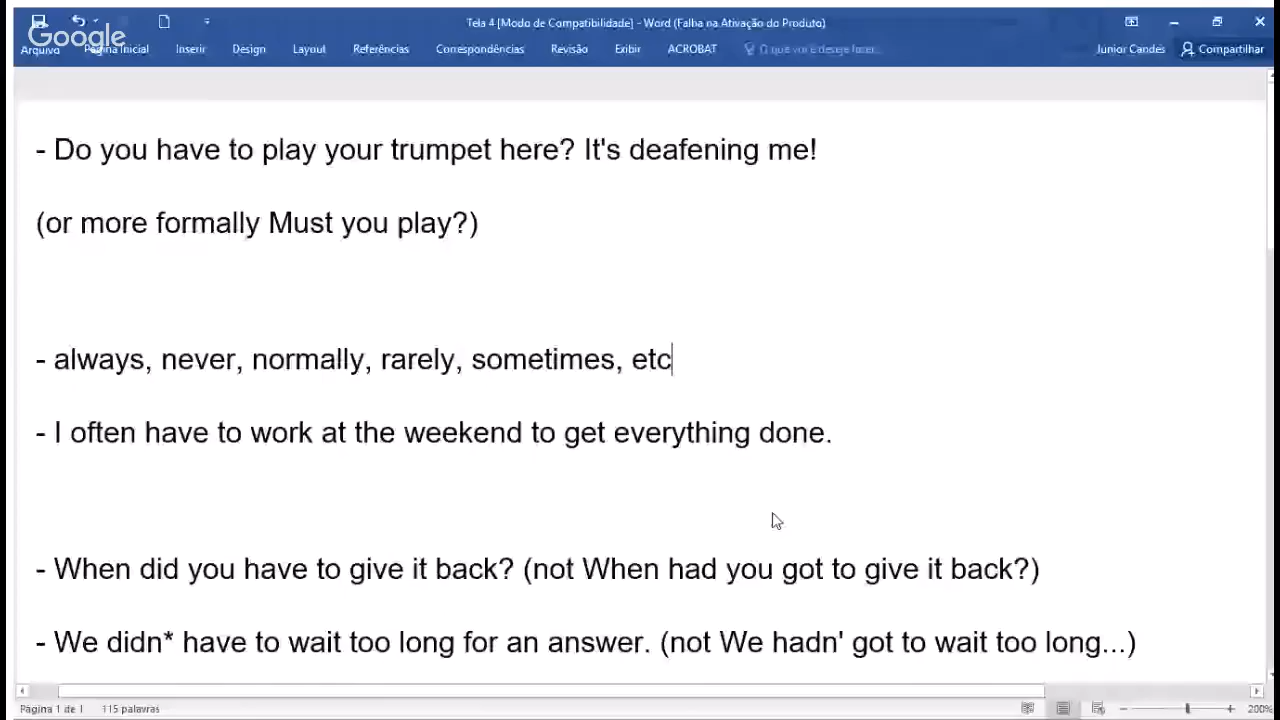 Tela 4 [Modo de Compatibilidade] - Word (Falha na Ativação do Produto)
Google
Arquivo Página Inicial Inserir Design Layout Referências Correspondências Revisão Exibir ACROBAT O que você deseja fazer... Junior Candes Compartilhar
- Do you have to play your trumpet here? It's deafening me!
(or more formally Must you play?)
- always, never, normally, rarely, sometimes, etc
- I often have to work at the weekend to get everything done.
- When did you have to give it back? (not When had you got to give it back?)
- We didn* have to wait too long for an answer. (not We hadn' got to wait too long...)
Página 1 de 1 115 palavras 200%